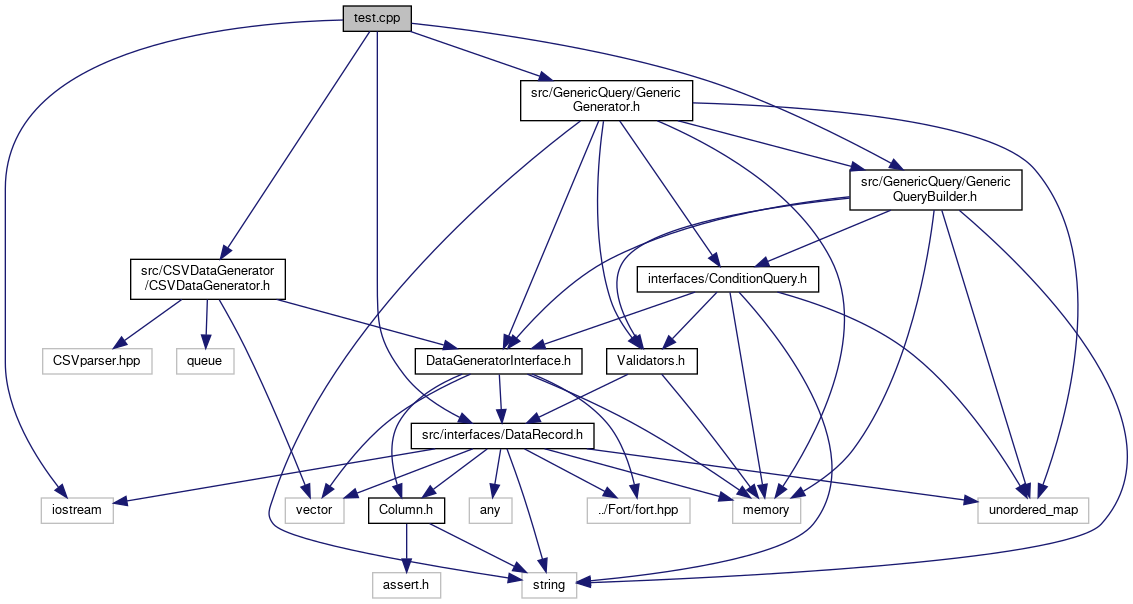 test.cpp
src/GenericQuery/Generic
Generator.h
src/GenericQuery/Generic
QueryBuilder.h
src/CSVDataGenerator
/CSVDataGenerator.h
interfaces/ConditionQuery.h
CSVparser.hpp
queue
DataGeneratorInterface.h
Validators.h
src/interfaces/DataRecord.h
iostream
vector
Column.h
any
../Fort/fort.hpp
memory
unordered_map
assert.h
string